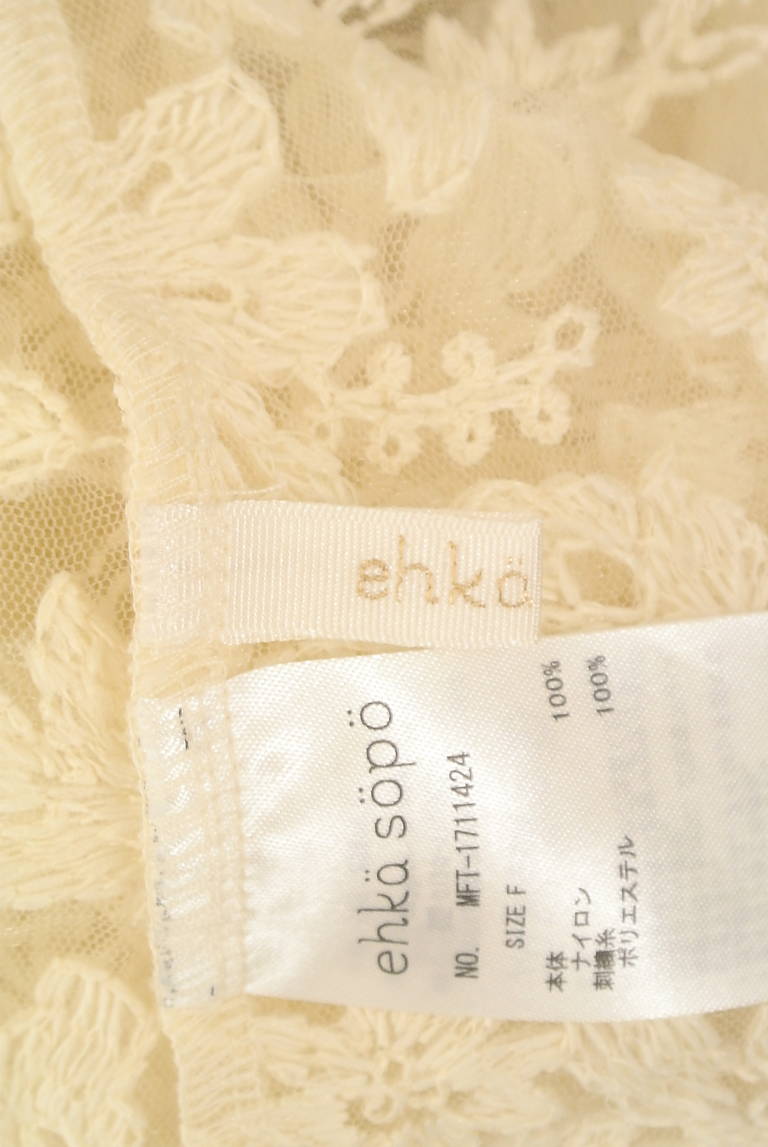 ehkä
ehkä söpö
NO. MFT-1711424
SIZE F
本体
ナイロン 100%
刺繍糸
ポリエステル 100%